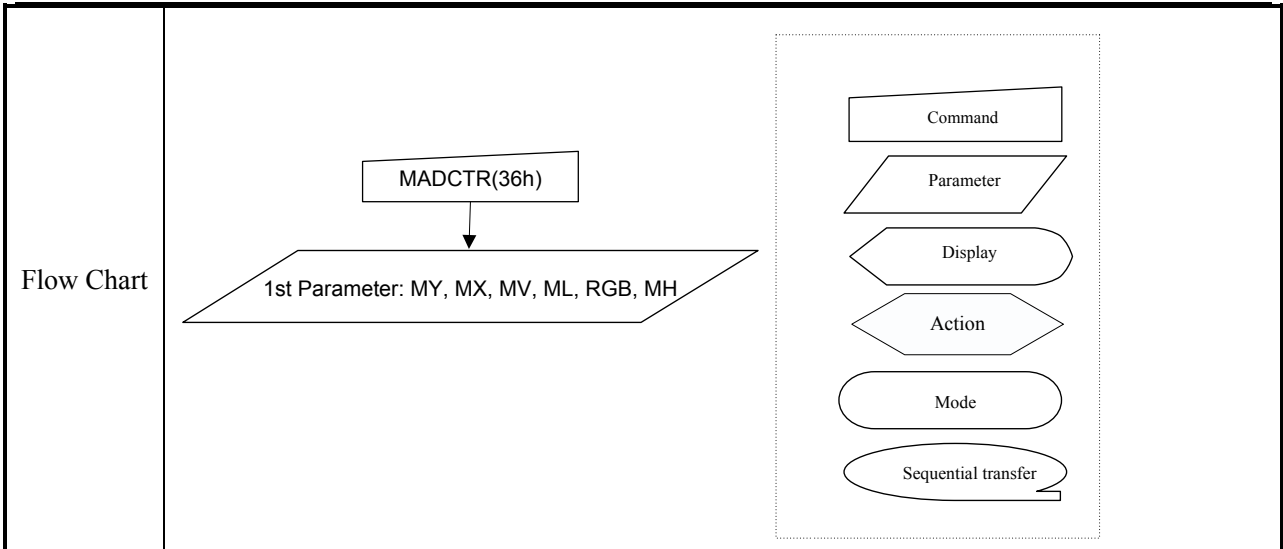 Flow Chart
MADCTR(36h)
1st Parameter: MY, MX, MV, ML, RGB, MH
Command
Parameter
Display
Action
Mode
Sequential transfer